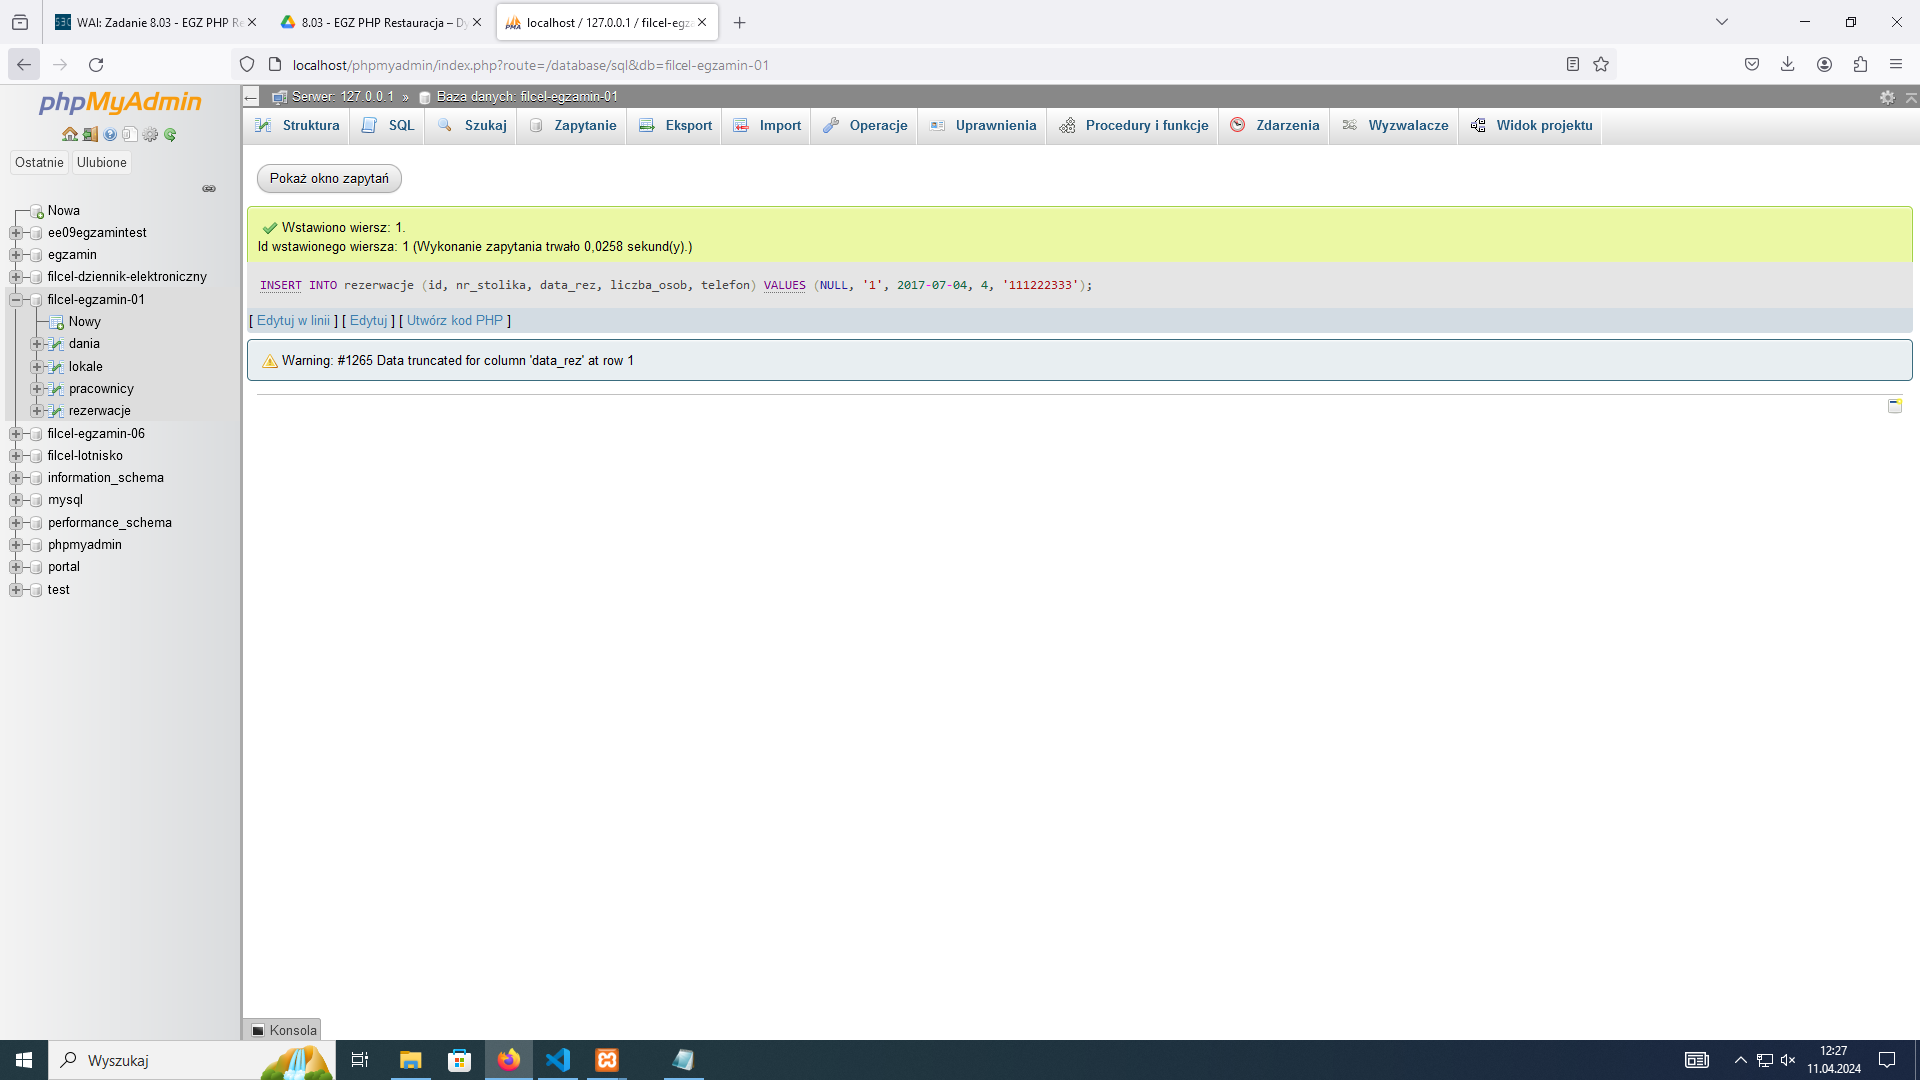 WAI: Zadanie 8.03 - EGZ PHP Re
8.03 - EGZ PHP Restauracja – Dy
localhost / 127.0.0.1 / filcel-egz
localhost/phpmyadmin/index.php?route=/database/sql&db=filcel-egzamin-01
phpMyAdmin
Ostatnie
Ulubione
Nowa
ee09egzamintest
egzamin
filcel-dziennik-elektroniczny
filcel-egzamin-01
Nowy
dania
lokale
pracownicy
rezerwacje
filcel-egzamin-06
filcel-lotnisko
information_schema
mysql
performance_schema
phpmyadmin
portal
test
Serwer: 127.0.0.1 » Baza danych: filcel-egzamin-01
Struktura SQL Szukaj Zapytanie Eksport Import Operacje Uprawnienia Procedury i funkcje Zdarzenia Wyzwalacze Widok projektu
Pokaż okno zapytań
Wstawiono wiersz: 1.
Id wstawionego wiersza: 1 (Wykonanie zapytania trwało 0,0258 sekund(y).)
INSERT INTO rezerwacje (id, nr_stolika, data_rez, liczba_osob, telefon) VALUES (NULL, '1', 2017-07-04, 4, '111222333');
[ Edytuj w linii ] [ Edytuj ] [ Utwórz kod PHP ]
Warning: #1265 Data truncated for column 'data_rez' at row 1
Konsola
Wyszukaj
12:27
11.04.2024